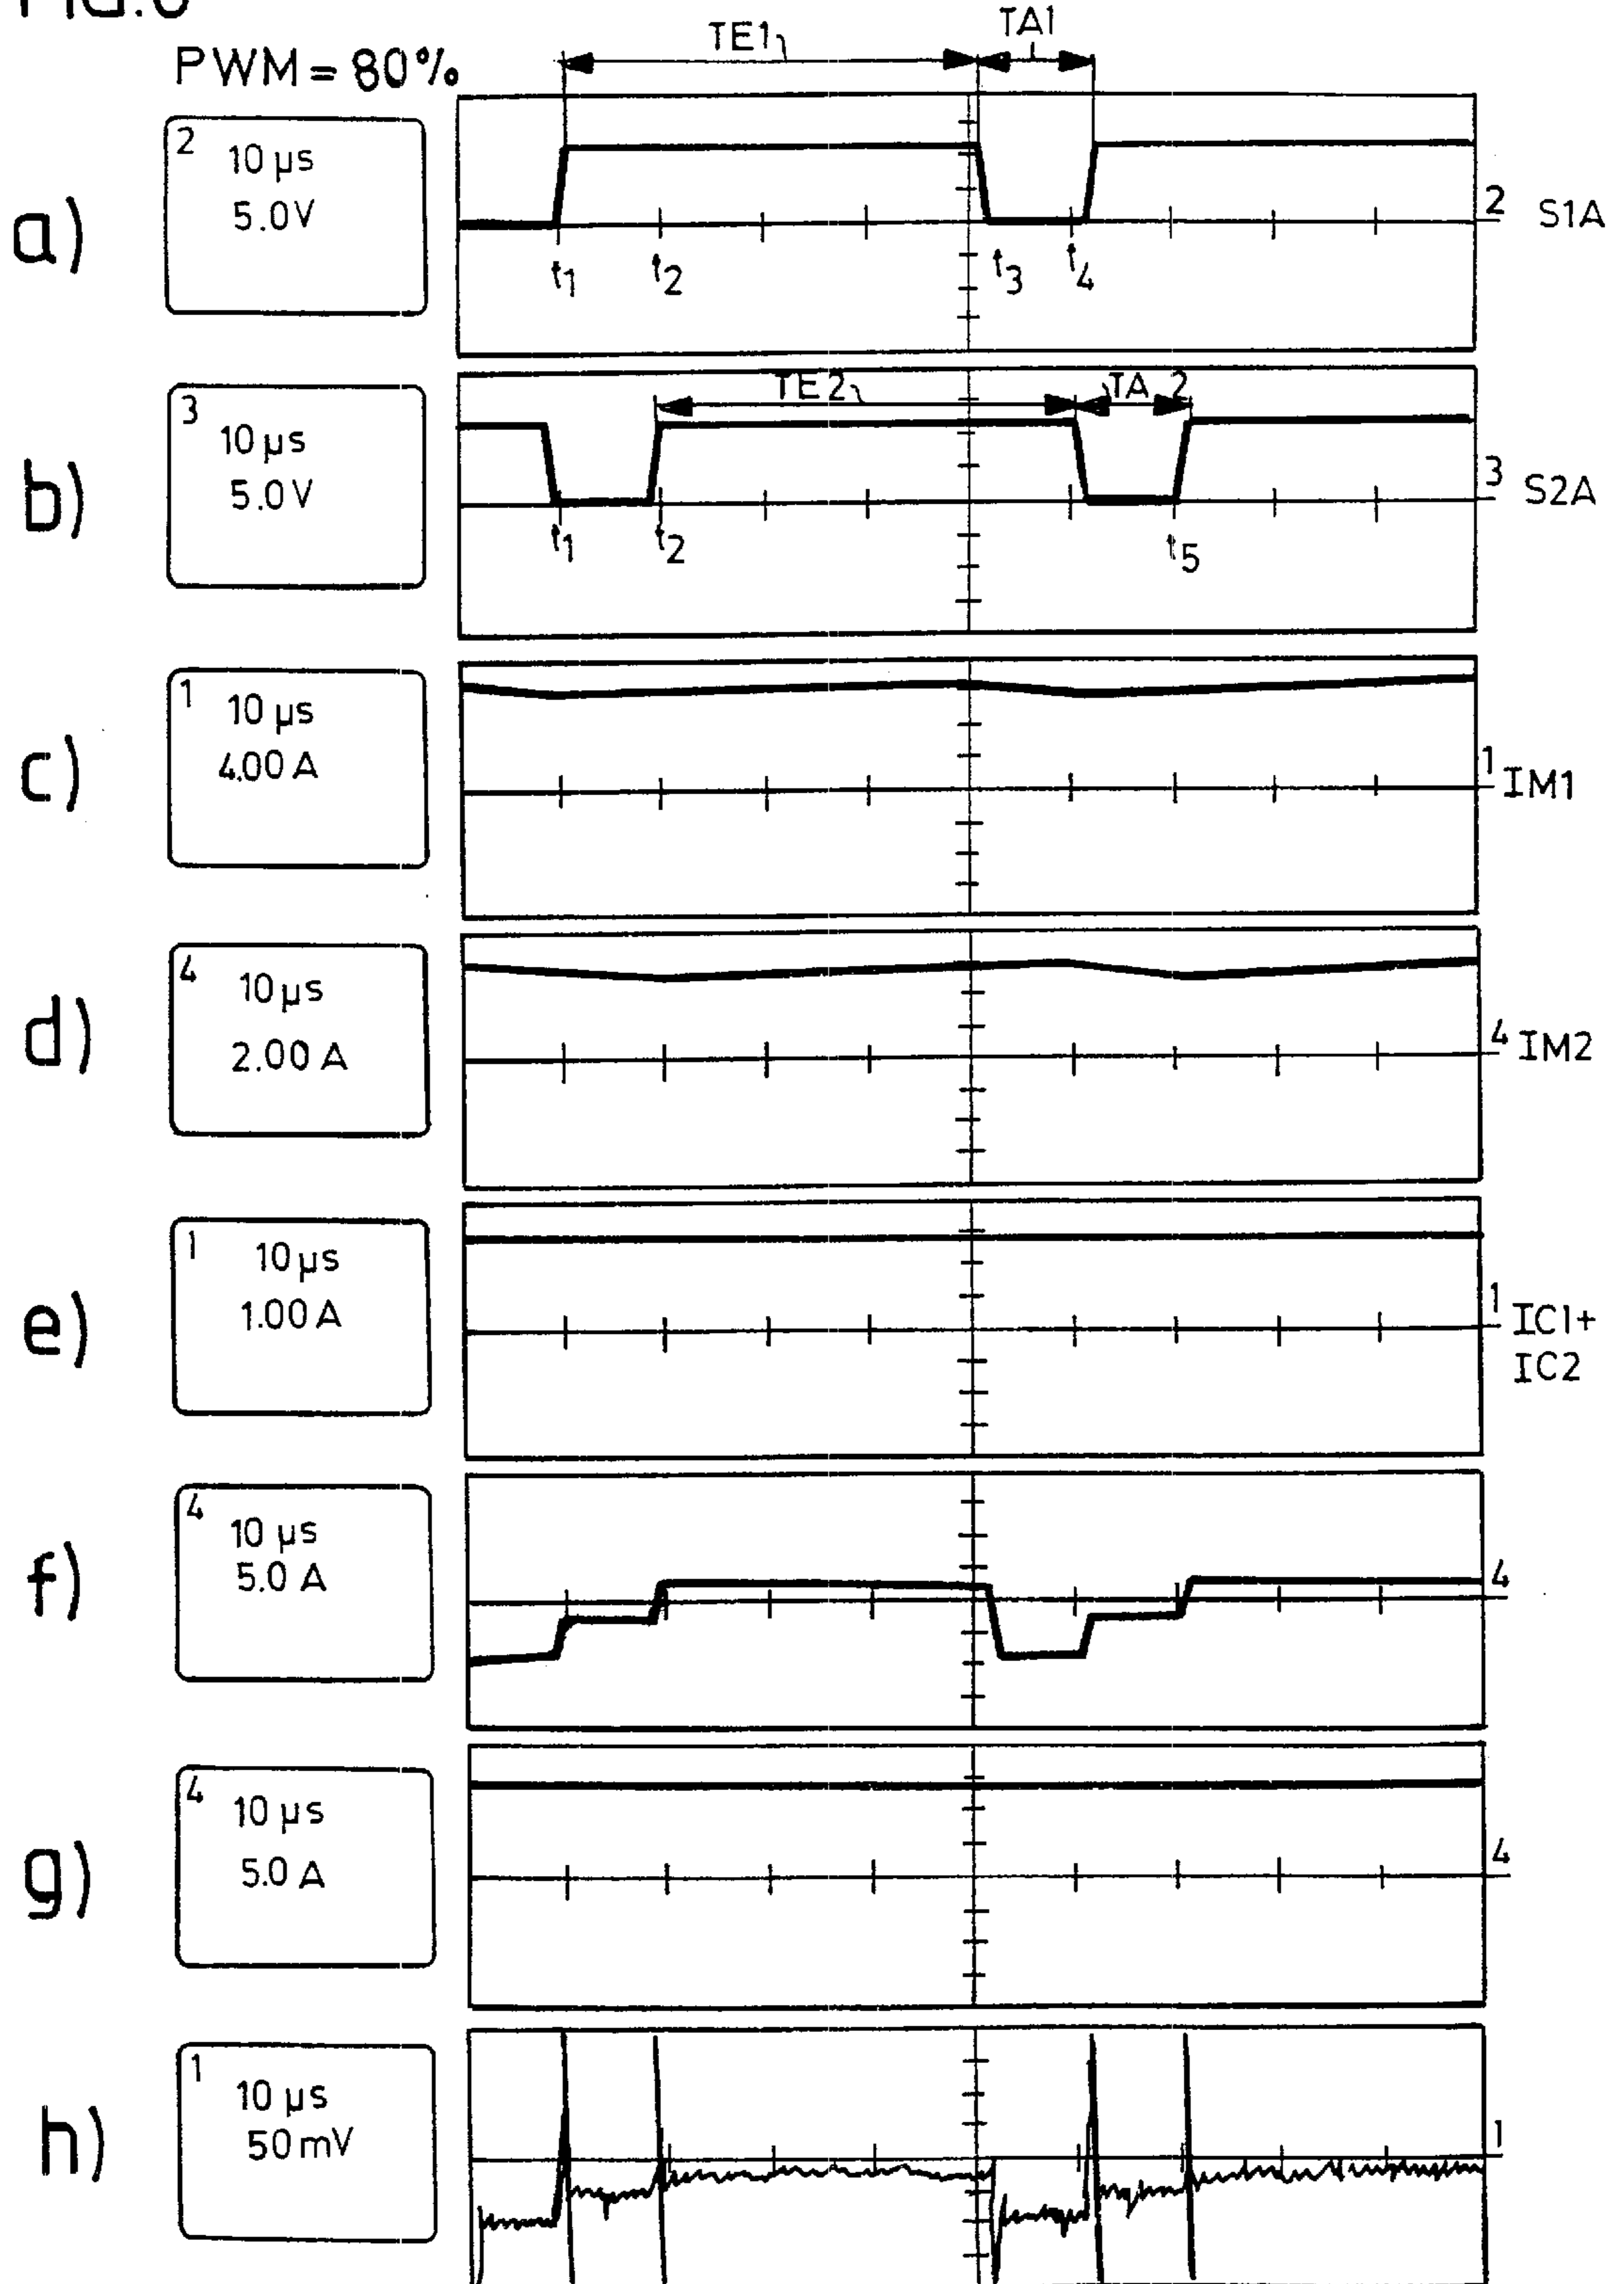 TE1
TA1
PWM = 80%
a)
2
10 µs
5.0V
t1
t2
t3
t4
2
S1A
b)
3
10 µs
5.0V
TE2
TA 2
t1
t2
t5
3
S2A
c)
1
10 µs
4.00 A
1
IM1
d)
4
10 µs
2.00 A
4
IM2
e)
1
10 µs
1.00 A
1
IC1+
IC2
f)
4
10 µs
5.0 A
4
g)
4
10 µs
5.0 A
4
h)
1
10 µs
50mV
1